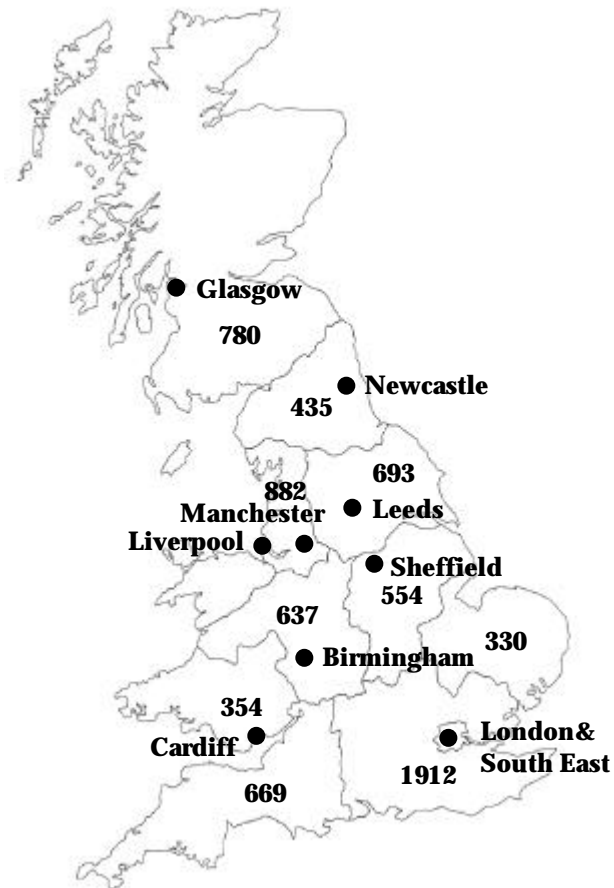 Glasgow
780
Newcastle
435
693
882
Leeds
Manchester
Liverpool
Sheffield
554
637
330
Birmingham
354
London&
South East
Cardiff
1912
669